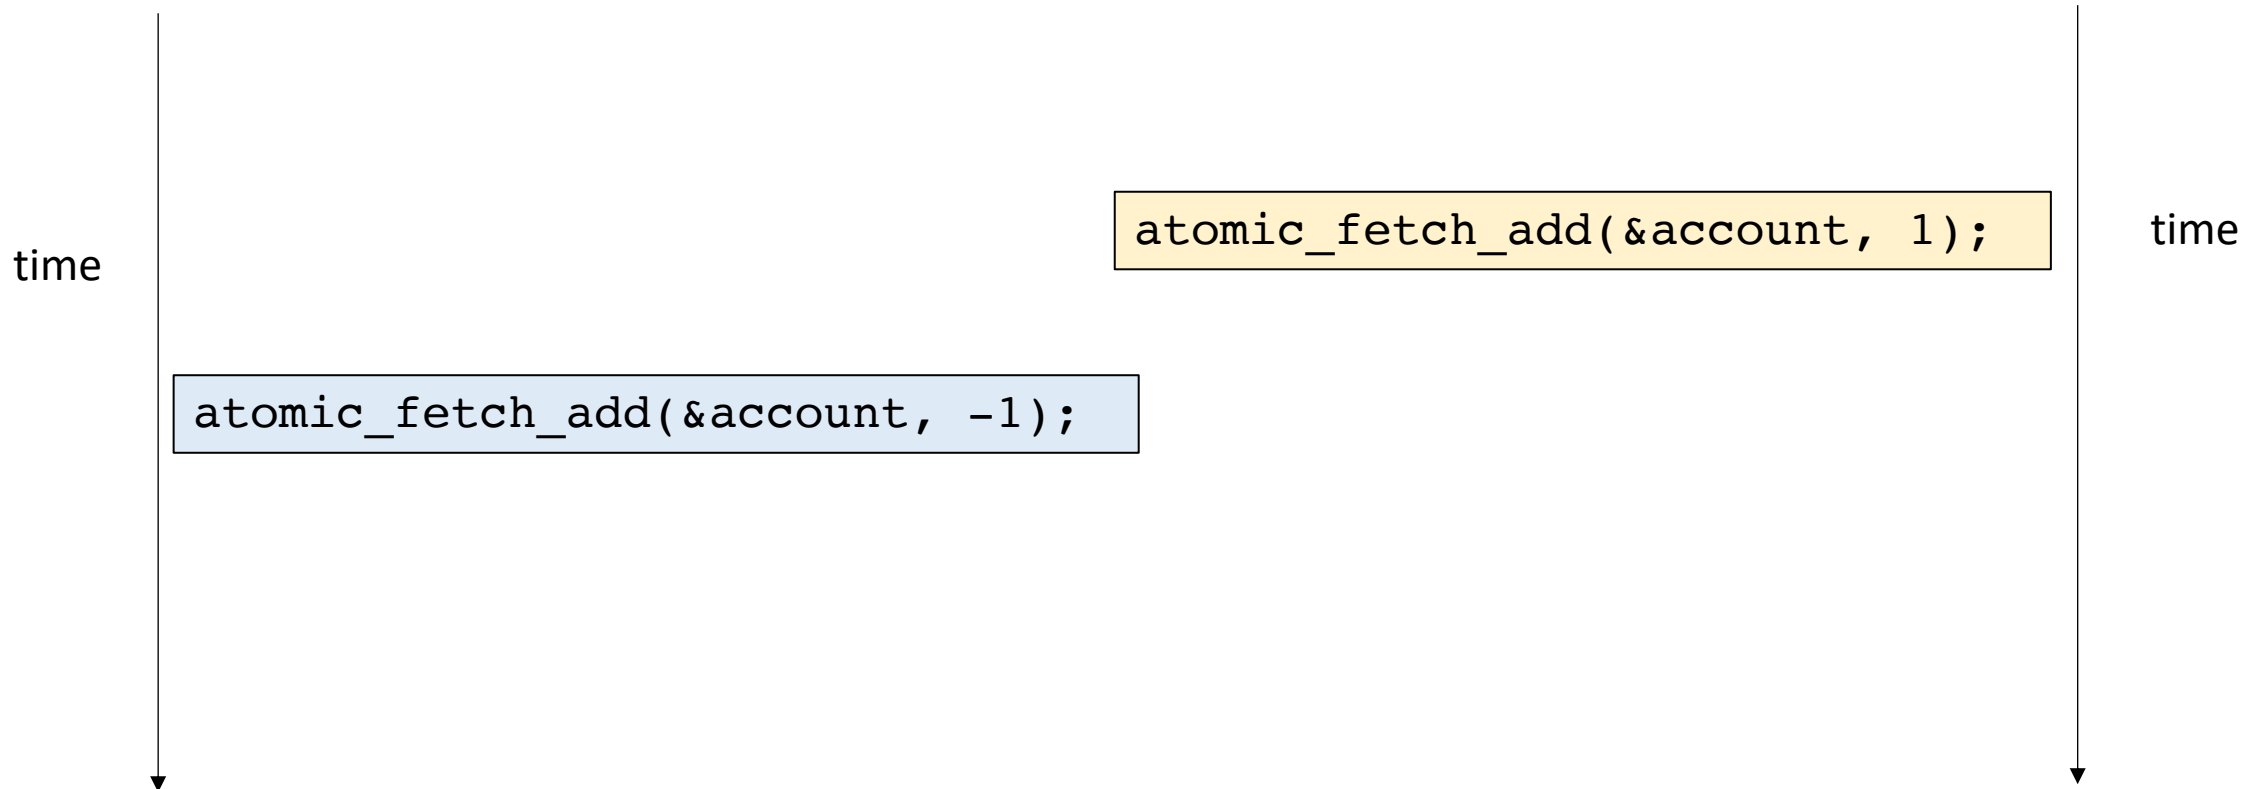 time
atomic_fetch_add(&account, 1);
time
atomic_fetch_add(&account, -1);